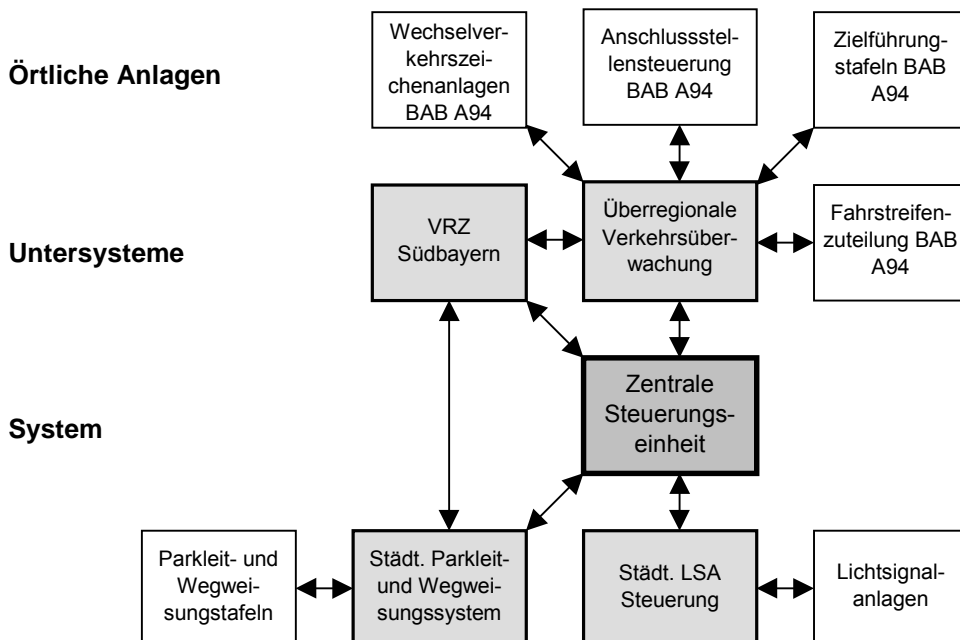 Örtliche Anlagen
Wechselver-
kehrszei-
chenanlagen
BAB A94
Anschlussstel-
lensteuerung
BAB A94
Zielführung-
stafeln BAB
A94
Untersysteme
VRZ
Südbayern
Überregionale
Verkehrsüber-
wachung
Fahrstreifen-
zuteilung BAB
A94
System
Zentrale
Steuerungs-
einheit
Parkleit- und
Wegwei-
sungstafeln
Städt. Parkleit-
und Wegwei-
sungssystem
Städt. LSA
Steuerung
Lichtsignal-
anlagen